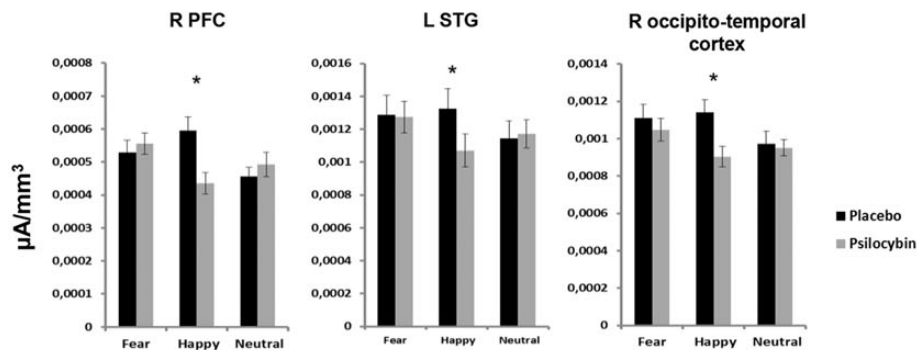 R PFC
L STG
R occipito-temporal
cortex
µA/mm³
0,0008
0,0007
0,0006
0,0005
0,0004
0,0003
0,0002
0,0001
0
*
Fear Happy Neutral
0,0016
0,0014
0,0012
0,001
0,0008
0,0006
0,0004
0,0002
0
*
Fear Happy Neutral
0,0014
0,0012
0,001
0,0008
0,0006
0,0004
0,0002
0
*
Fear Happy Neutral
Placebo
Psilocybin